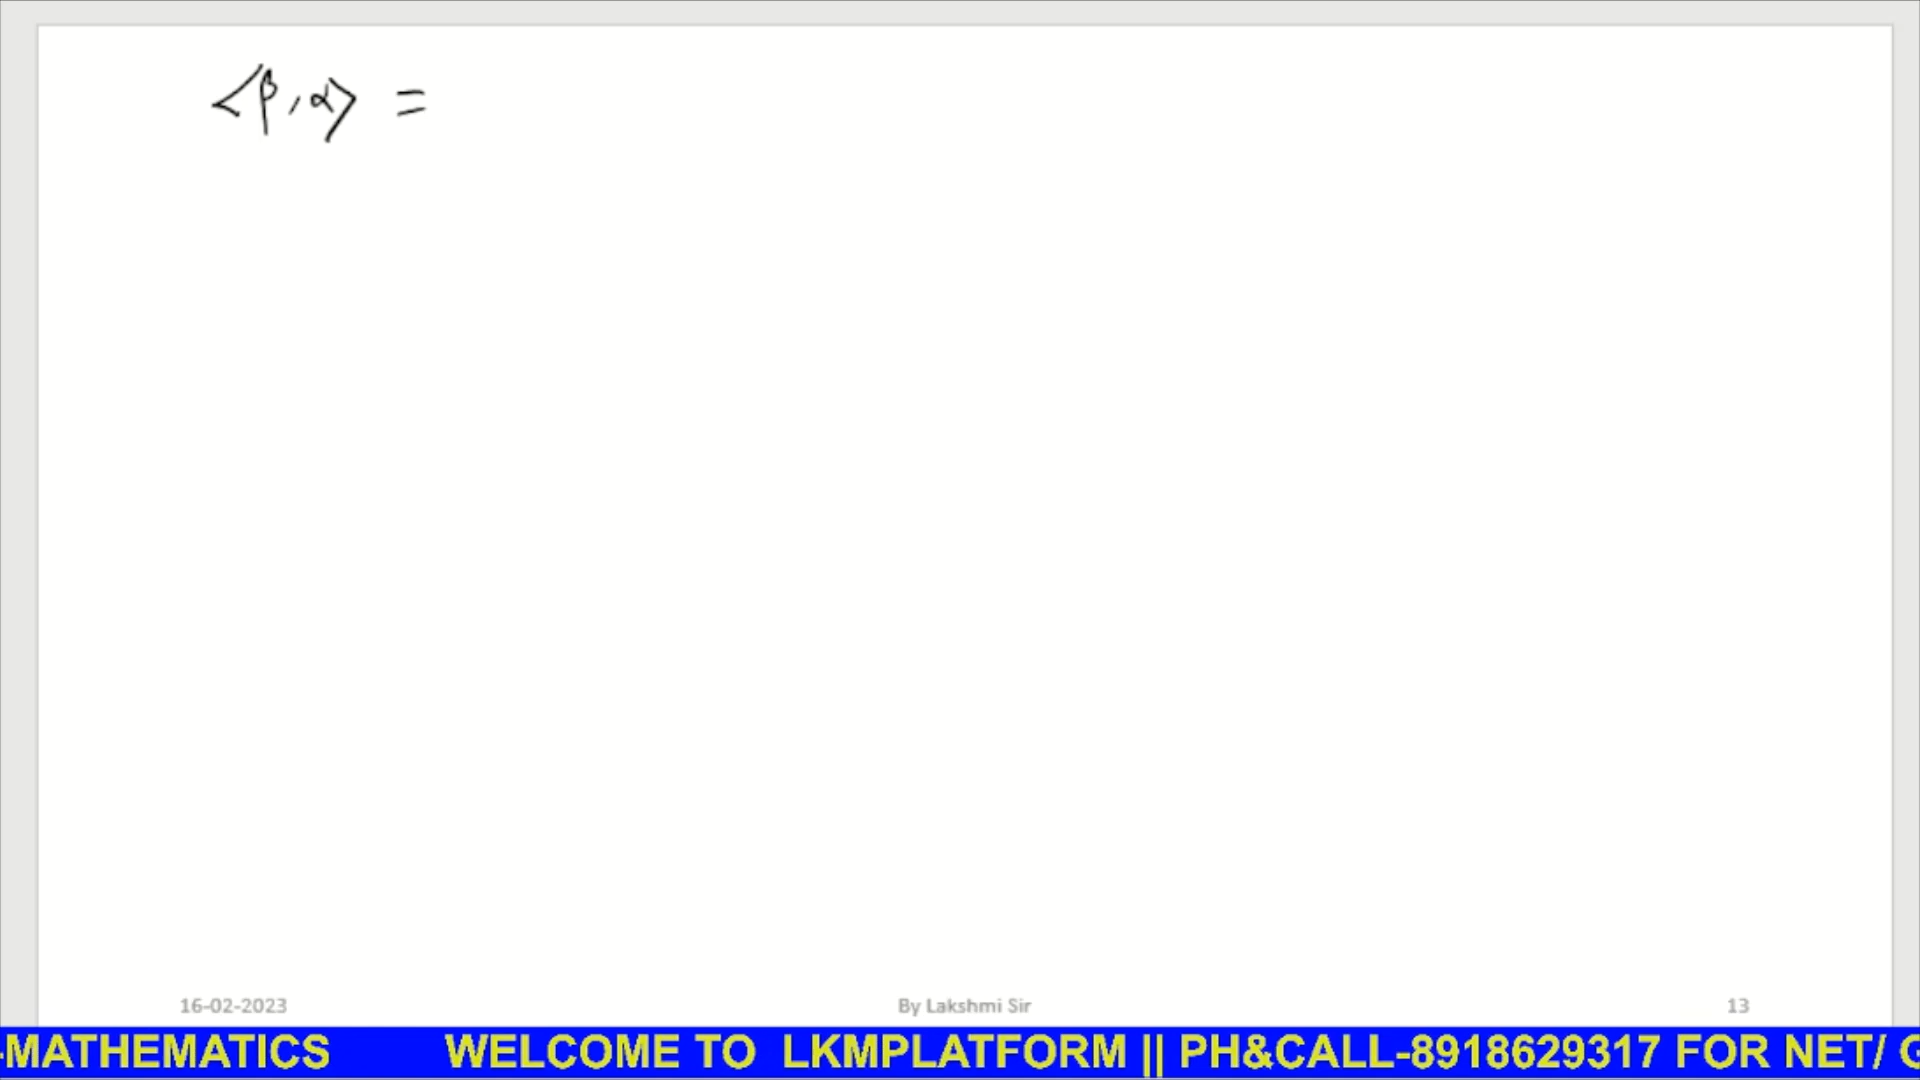 <β, α> =
16-02-2023 By Lakshmi Sir 13
-MATHEMATICS WELCOME TO LKMPLATFORM || PH&CALL-8918629317 FOR NET/ G